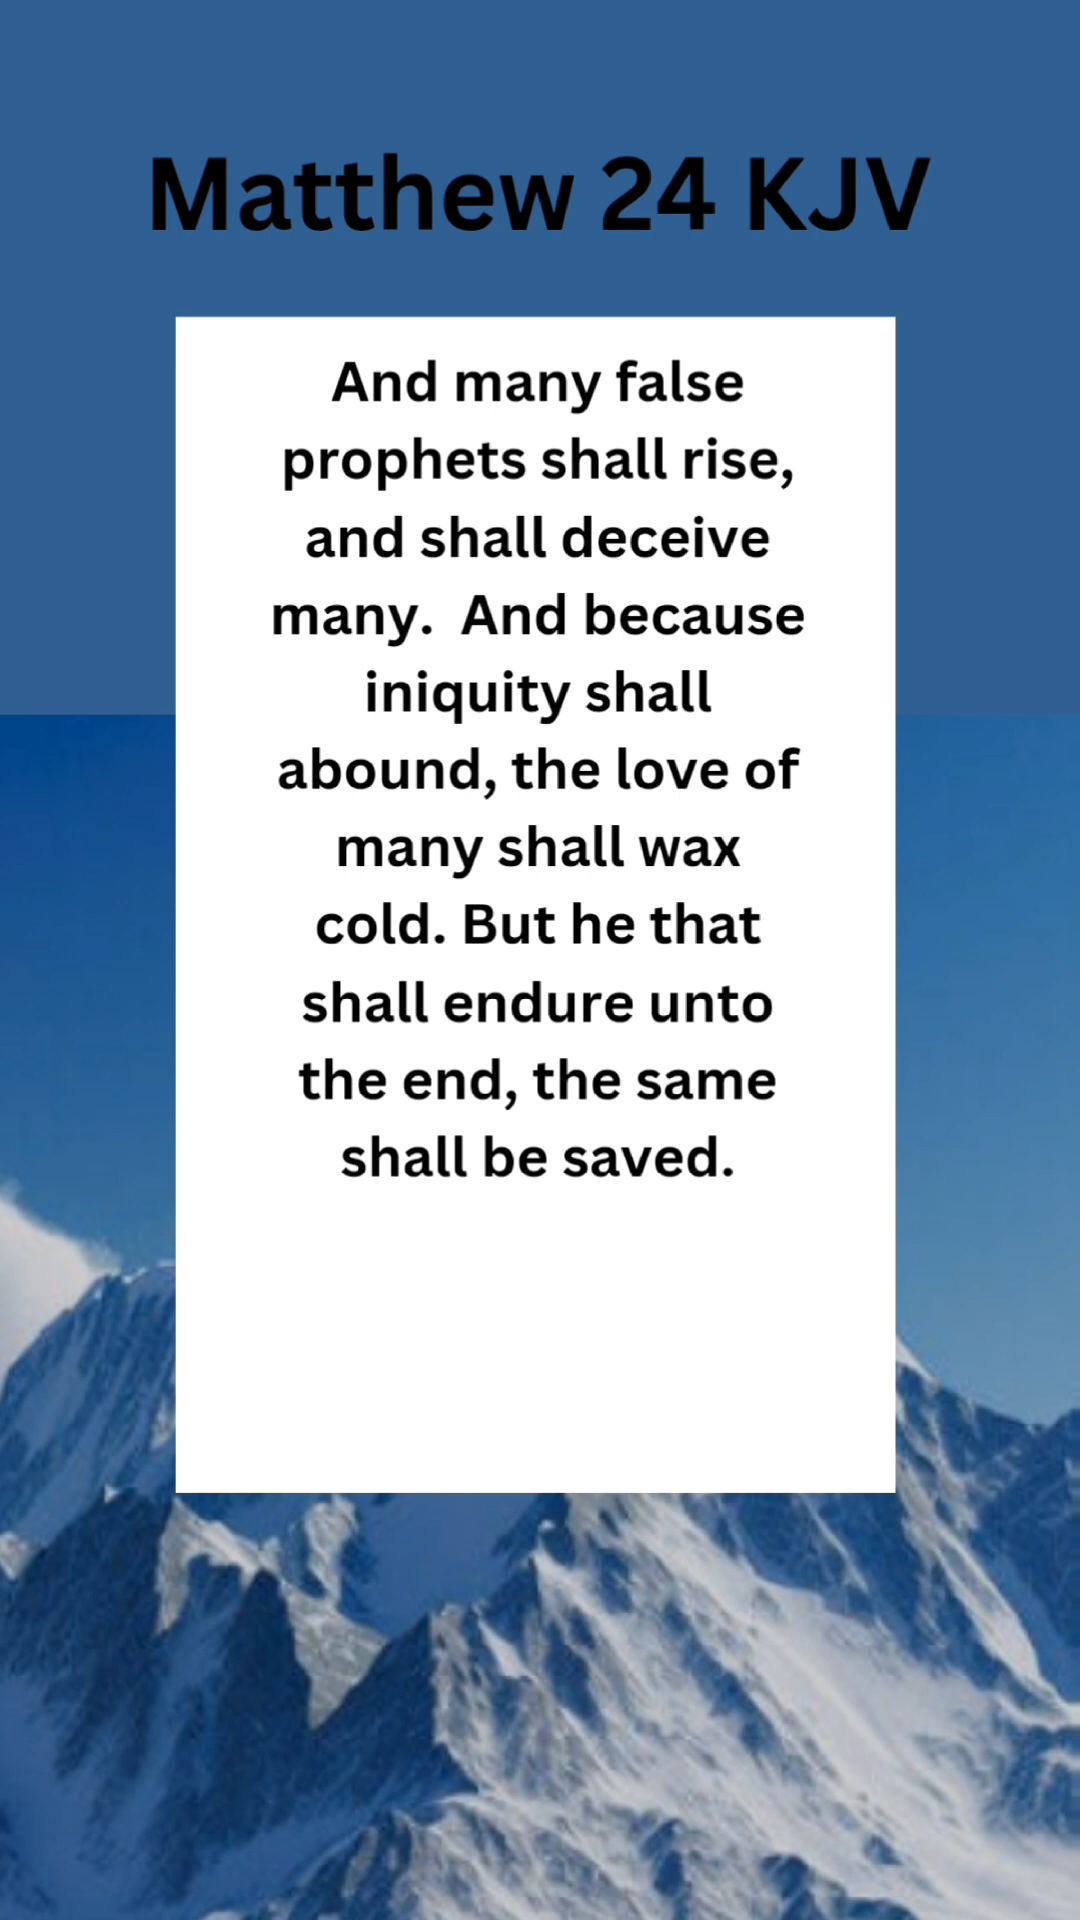 Matthew 24 KJV
And many false
prophets shall rise,
and shall deceive
many.  And because
iniquity shall
abound, the love of
many shall wax
cold. But he that
shall endure unto
the end, the same
shall be saved.